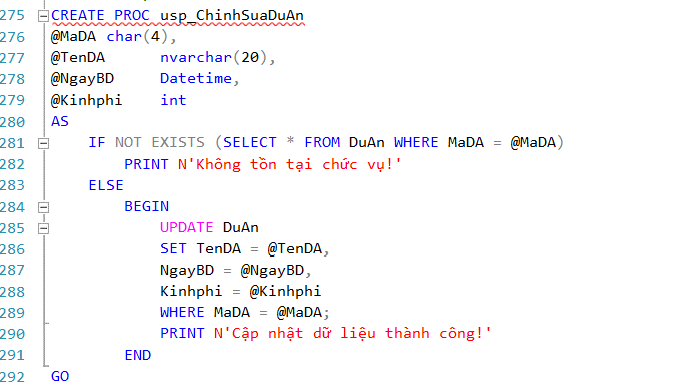 275 CREATE PROC usp_ChinhSuaDuAn
276 @MaDA char(4),
277 @TenDA nvarchar(20),
278 @NgayBD Datetime,
279 @Kinhphi int
280 AS
281 IF NOT EXISTS (SELECT * FROM DuAn WHERE MaDA = @MaDA)
282 PRINT N'Không tồn tại chức vụ!'
283 ELSE
284 BEGIN
285 UPDATE DuAn
286 SET TenDA = @TenDA,
287 NgayBD = @NgayBD,
288 Kinhphi = @Kinhphi
289 WHERE MaDA = @MaDA;
290 PRINT N'Cập nhật dữ liệu thành công!'
291 END
292 GO